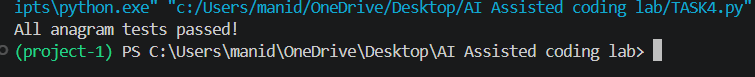 ipts\python.exe" "c:/Users/manid/OneDrive/Desktop/AI Assisted coding lab/TASK4.py"
All anagram tests passed!
(project-1) PS C:\Users\manid\OneDrive\Desktop\AI Assisted coding lab>